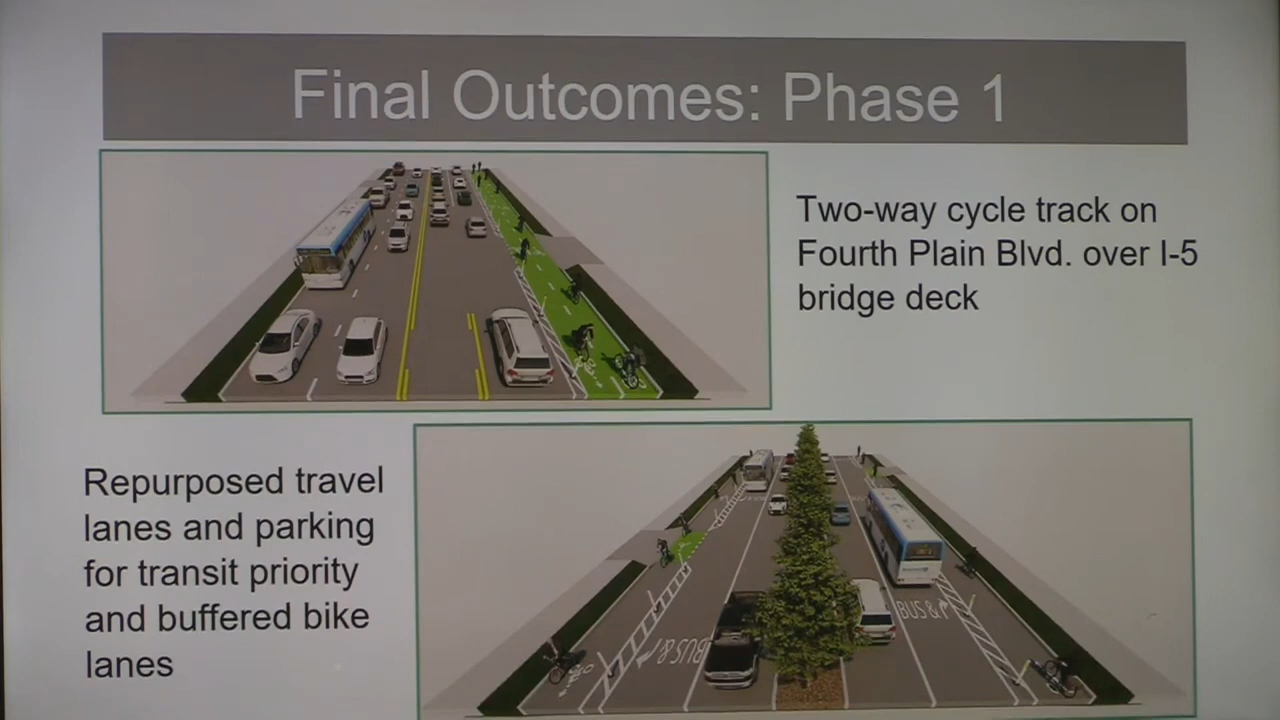 Final Outcomes: Phase 1
Two-way cycle track on
Fourth Plain Blvd. over I-5
bridge deck
Repurposed travel
lanes and parking
for transit priority
and buffered bike
lanes
BUS&
BUS&